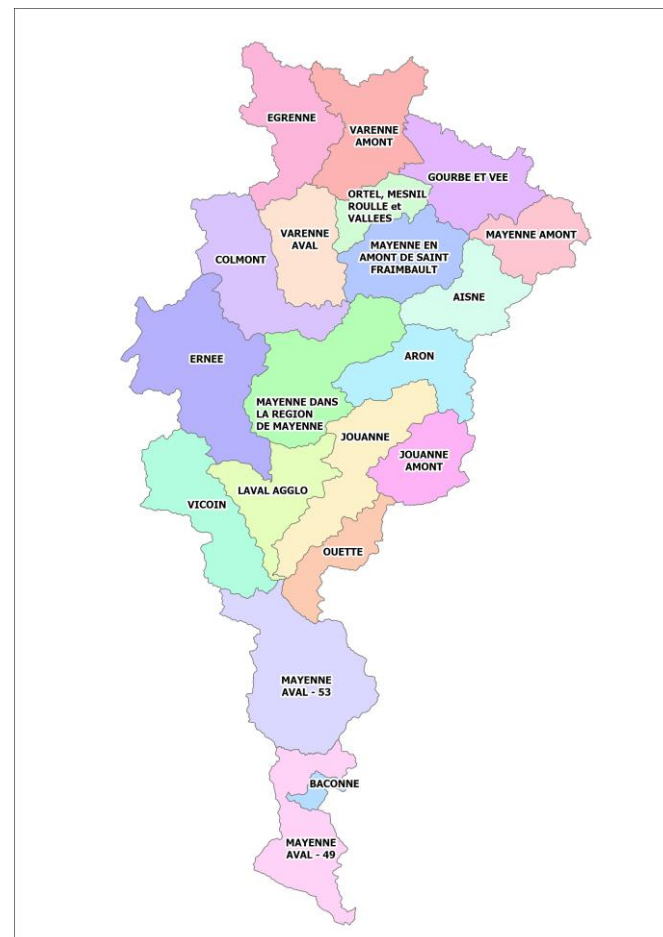 EGRENNE
VARENNE
AMONT
GOURBE ET VEE
ORTEL, MESNIL
ROULLE et
VALLEES
MAYENNE AMONT
VARENNE
AVAL
MAYENNE EN
AMONT DE SAINT
FRAIMBAULT
COLMONT
AISNE
ERNEE
ARON
MAYENNE DANS
LA REGION
DE MAYENNE
JOUANNE
JOUANNE
AMONT
LAVAL AGGLO
VICOIN
OUETTE
MAYENNE
AVAL - 53
BACONNE
MAYENNE
AVAL - 49